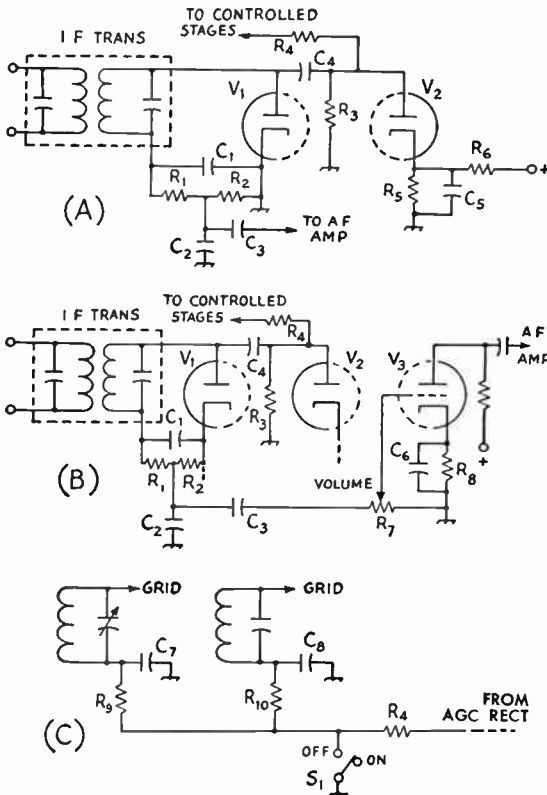 TO CONTROLLED
STAGES
R4
I F TRANS
C4
V1
V2
R3
C1
R1 R2
R6
+
R5
C5
(A)
C2
C3
TO AF
AMP
I F TRANS
TO CONTROLLED
STAGES
R4
V1
C4
V2
V3
AF
AMP
R3
C1
+
(B)
R1 R2
C6
R8
VOLUME
C2
C3
R7
GRID
GRID
C7
C8
R9
R10
FROM
AGC RECT
R4
(C)
OFF
ON
S1